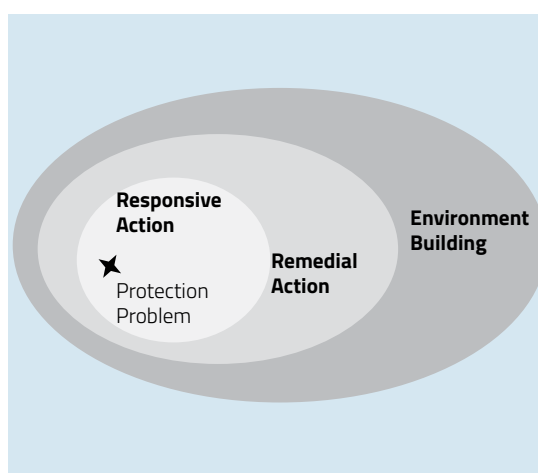 Responsive
Action
Protection
Problem
Remedial
Action
Environment
Building